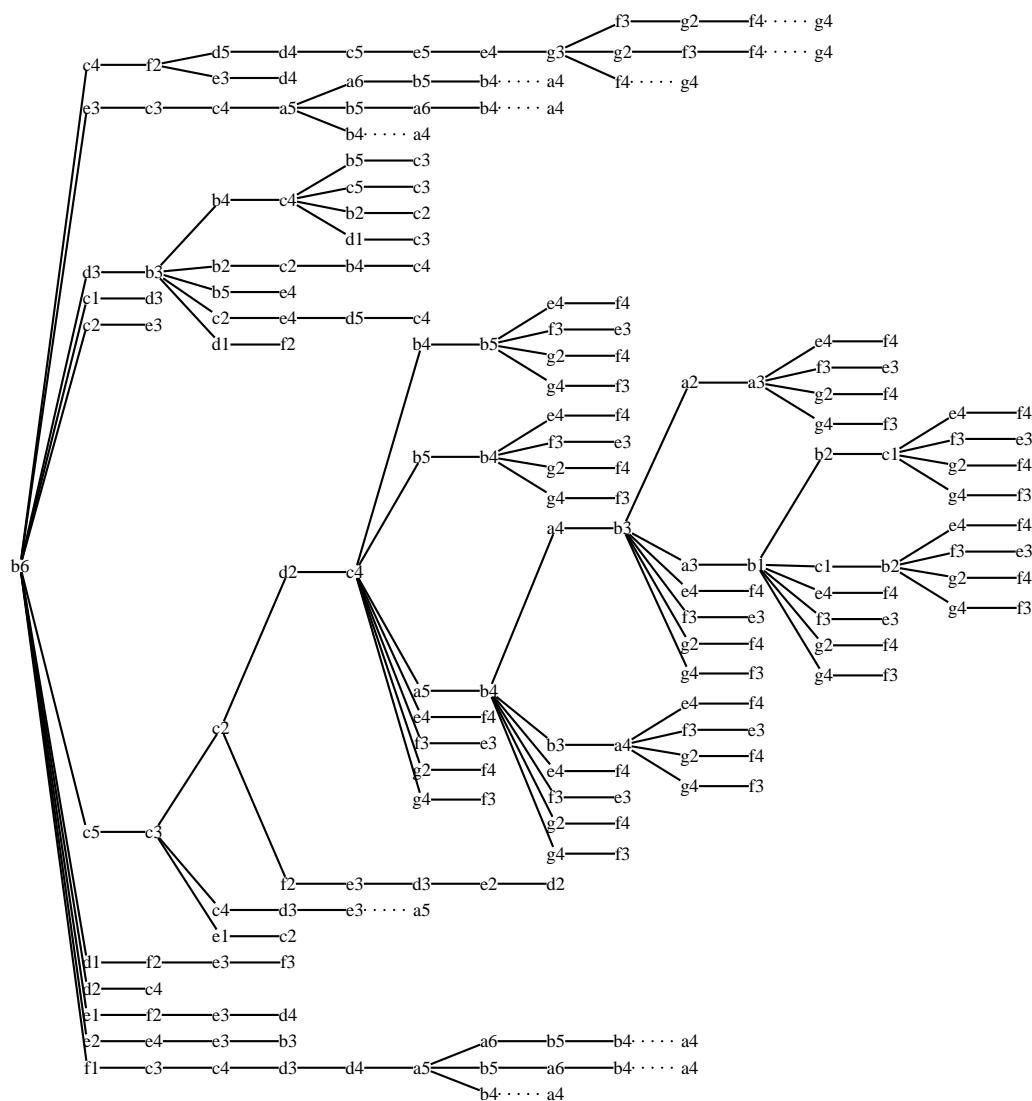 f3 g2 f4 g4
d5 d4 c5 e5 e4 g3 g2 f3 f4 g4
c4 f2
e3 d4 a6 b5 b4 a4 f4 g4
e3 c3 c4 a5 b5 a6 b4 a4
b4 a4
b5 c3
c5 c3
b4 c4
b2 c2
d1 c3
b2 c2 b4 c4
d3 b3
b5 e4
c1 d3
e4 f4
c2 e4 d5 c4
c2 e3
f3 e3
d1 f2 b4 b5 e4 f4
g2 f4
f3 e3
a2 a3
g4 f3
g2 f4
e4 f4
e4 f4
g4 f3
f3 e3
f3 e3
b5 b4 b2 c1
g2 f4
g2 f4
g4 f3
g4 f3
a4 b3 e4 f4
f3 e3
b6 a3 b1 c1 b2
d2 c4
g2 f4
e4 f4 e4 f4
g4 f3
f3 e3 f3 e3
g2 f4 g2 f4
g4 f3 g4 f3
a5 b4
e4 f4
e4 f4
c2
f3 e3
f3 e3 b3 a4
g2 f4
g2 f4 e4 f4
g4 f3
g4 f3 f3 e3
g2 f4
c5 c3
g4 f3
f2 e3 d3 e2 d2
c4 d3 e3 a5
e1 c2
d1 f2 e3 f3
d2 c4
e1 f2 e3 d4
e2 e4 e3 b3 a6 b5 b4 a4
f1 c3 c4 d3 d4 a5 b5 a6 b4 a4
b4 a4